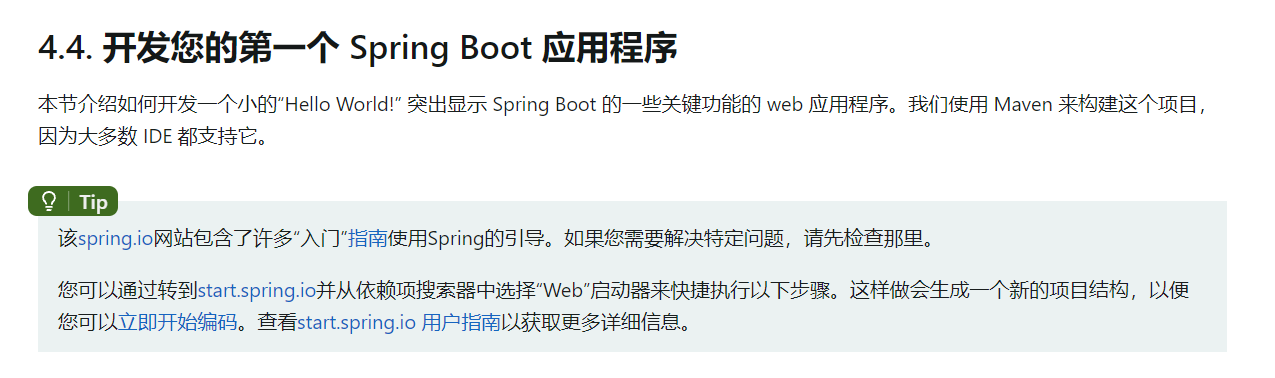 4.4. 开发您的第一个 Spring Boot 应用程序
本节介绍如何开发一个小的“Hello World!” 突出显示 Spring Boot 的一些关键功能的 web 应用程序。我们使用 Maven 来构建这个项目，
因为大多数 IDE 都支持它。
Tip
该spring.io网站包含了许多“入门“指南使用Spring的引导。如果您需要解决特定问题，请先检查那里。
您可以通过转到start.spring.io并从依赖项搜索器中选择“Web”启动器来快捷执行以下步骤。这样做会生成一个新的项目结构，以便
您可以立即开始编码。查看start.spring.io 用户指南以获取更多详细信息。